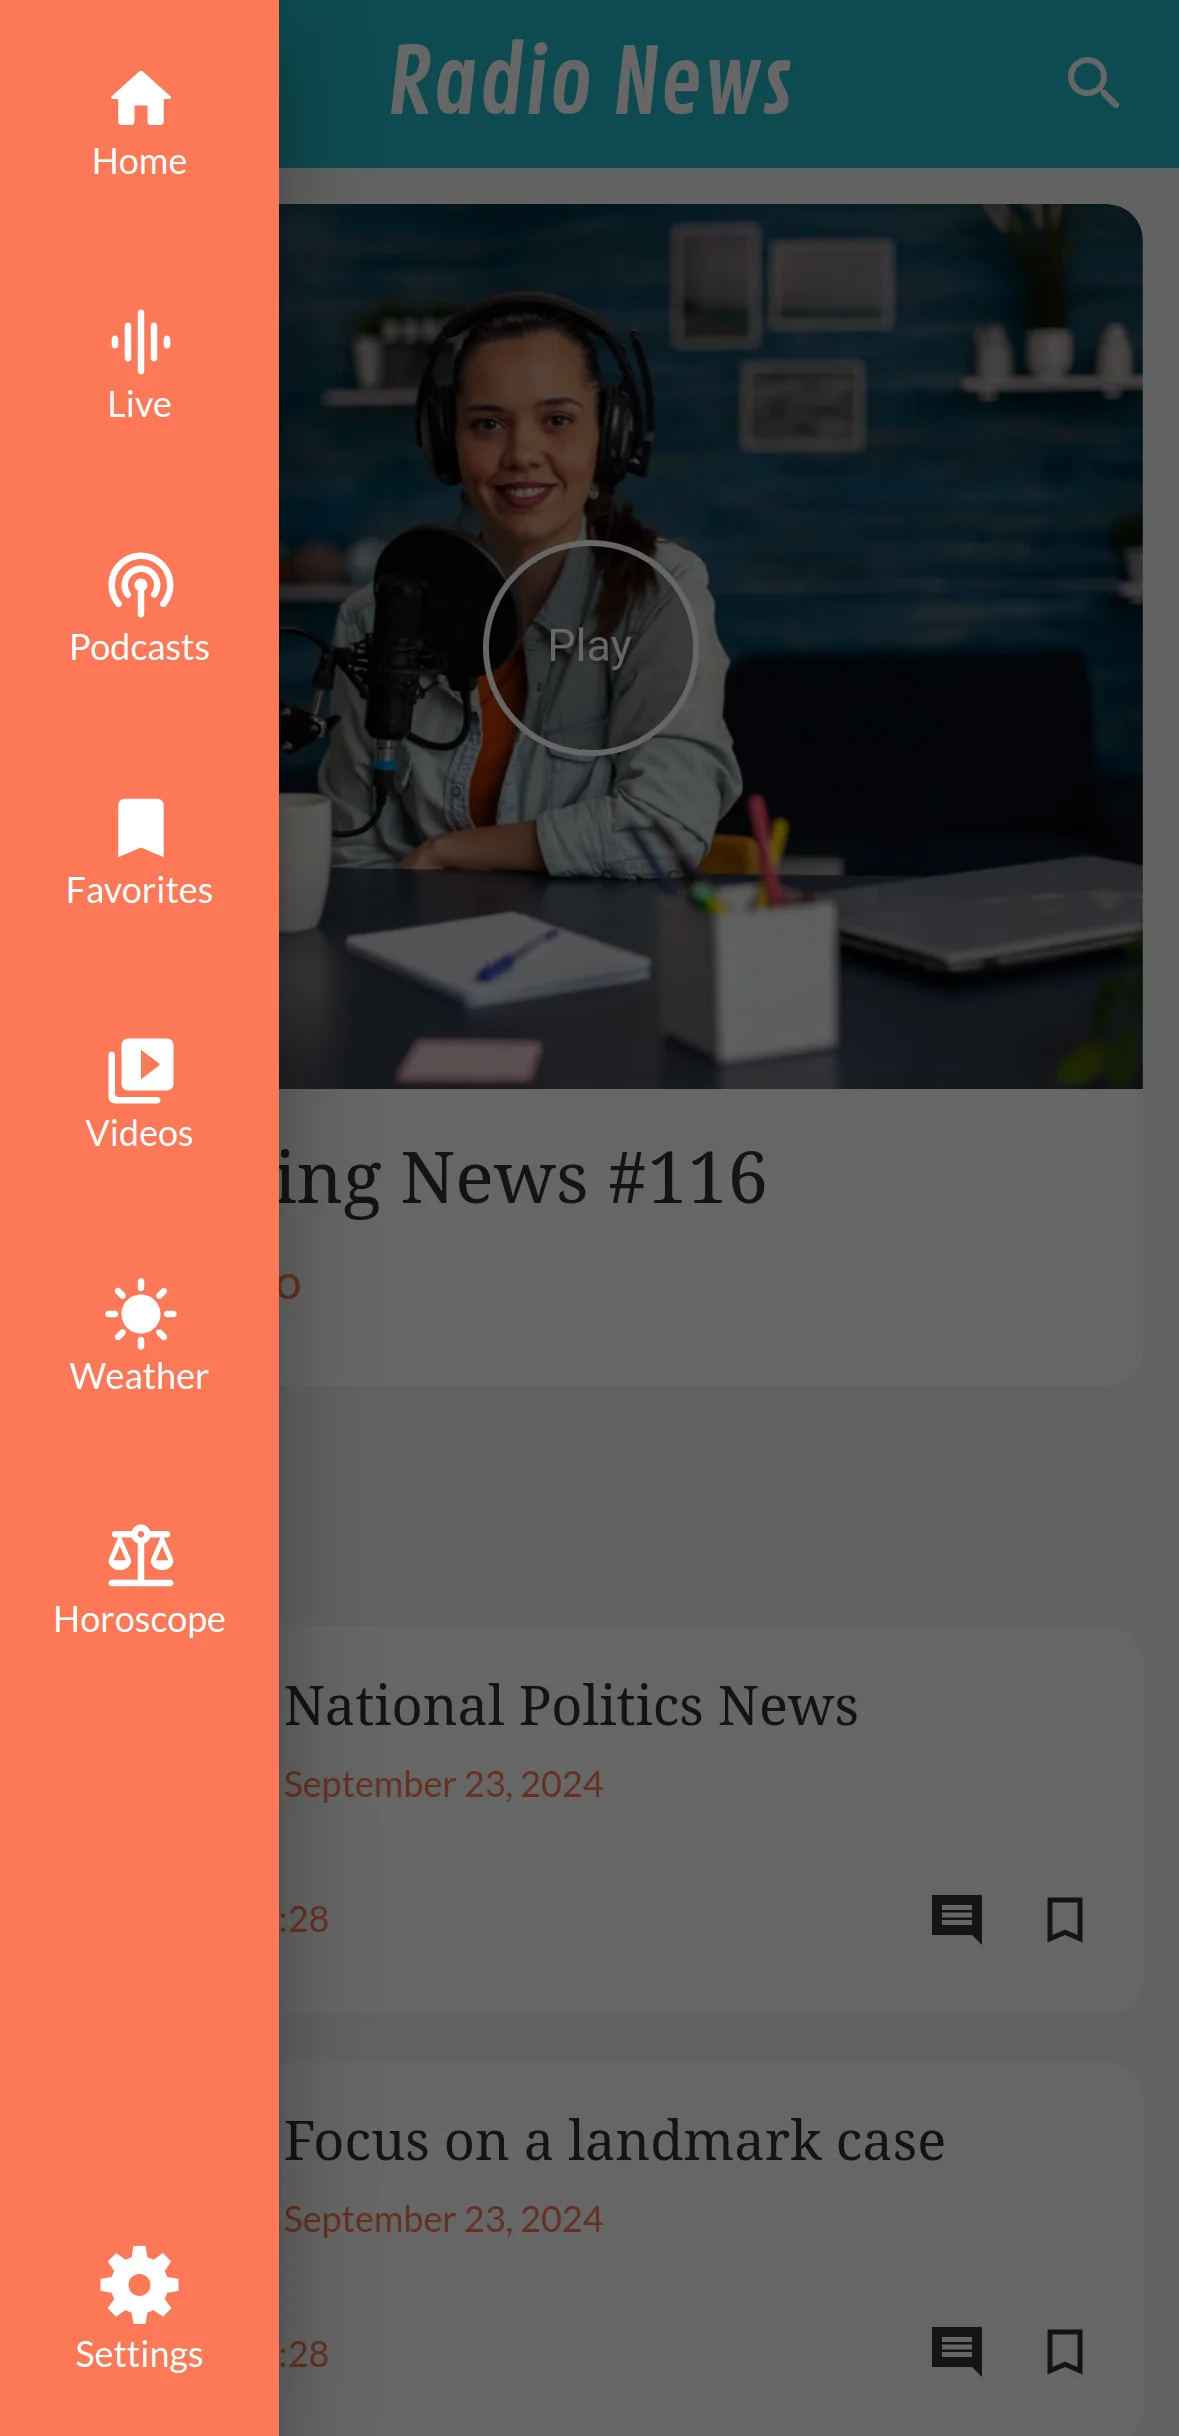 Radio News
Home
Live
Podcasts
Favorites
Videos
Weather
Horoscope
Settings
Play
ing News #116
o
National Politics News
September 23, 2024
:28
Focus on a landmark case
September 23, 2024
:28